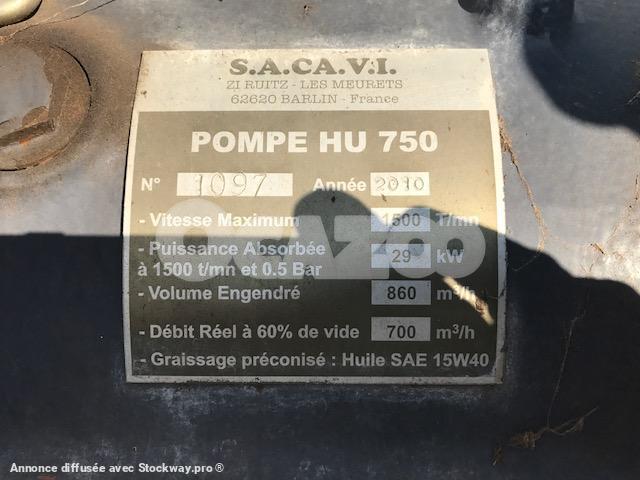 S.A.CA.V.I.
ZI RUITZ - LES MEURETS
62620 BARLIN - France
POMPE HU 750
N° 1097 Année 2010
- Vitesse Maximum 1500 T/mn
- Puissance Absorbée
à 1500 t/mn et 0.5 Bar 29 kW
- Volume Engendré 860 m³/h
- Débit Réel à 60% de vide 700 m³/h
- Graissage préconisé : Huile SAE 15W40
Annonce diffusée avec Stockway.pro®